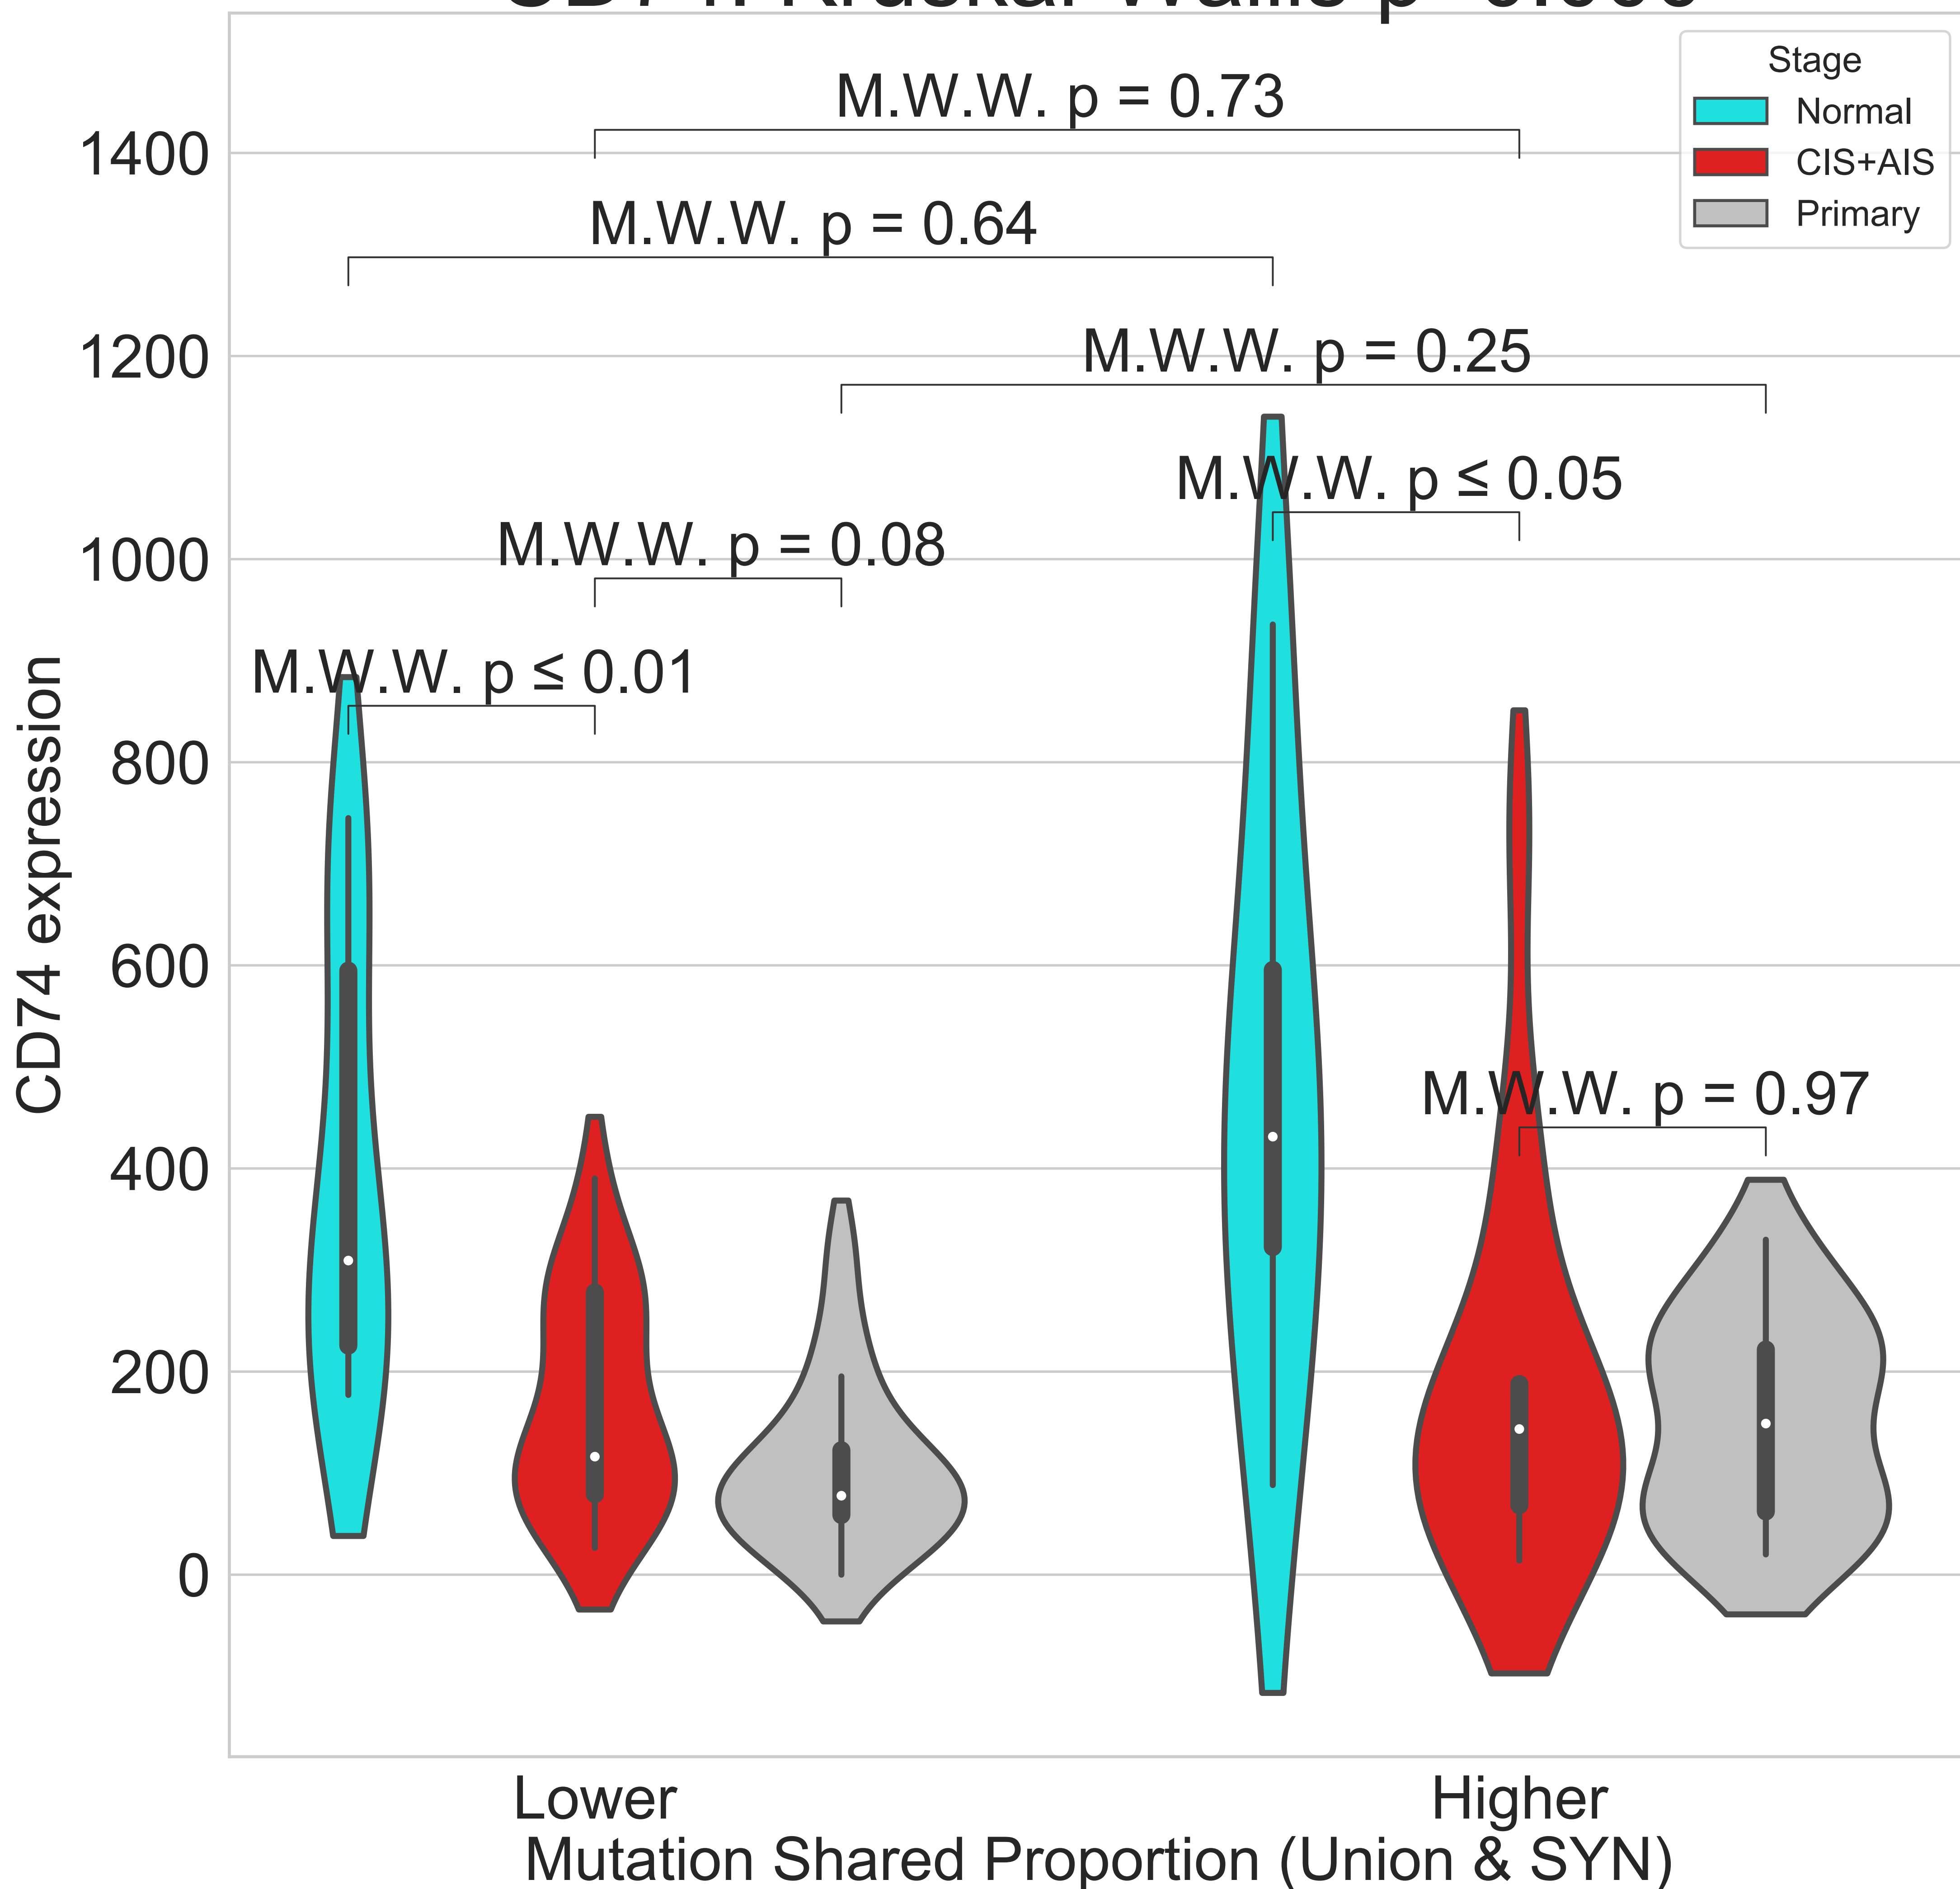 Stage
Normal
CIS+AIS
Primary
M.W.W. p = 0.73
M.W.W. p = 0.64
M.W.W. p = 0.25
M.W.W. p ≤ 0.05
M.W.W. p = 0.08
M.W.W. p ≤ 0.01
M.W.W. p = 0.97
1400
1200
1000
800
600
400
200
0
CD74 expression
Lower
Higher
Mutation Shared Proportion (Union & SYN)